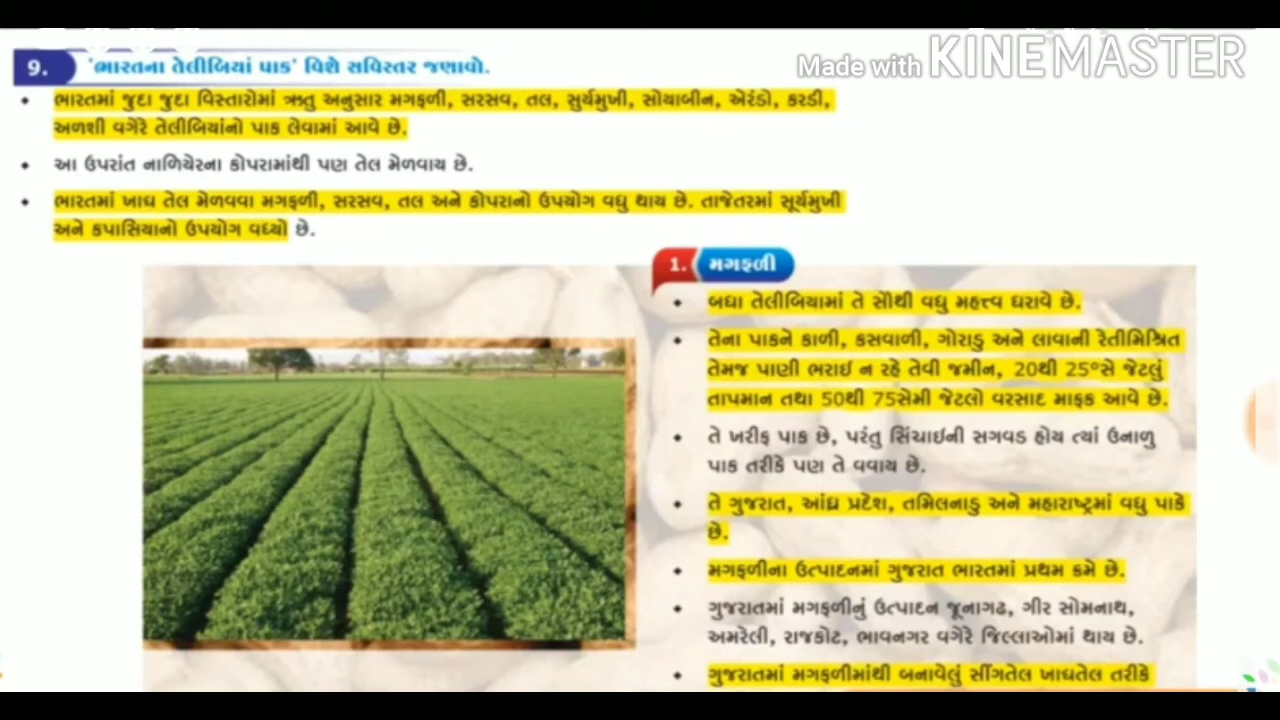 Made with KINEMASTER
9. 'ભારતના તેલીબિયાં પાક' વિશે સવિસ્તર જણાવો.
• ભારતમાં જુદા જુદા વિસ્તારોમાં ઋતુ અનુસાર મગફળી, સરસવ, તલ, સુર્યમુખી, સોયાબીન, એરંડો, કરડી,
અળશી વગેરે તેલીબિયાંનો પાક લેવામાં આવે છે.
• આ ઉપરાંત નાળિયેરના કોપરામાંથી પણ તેલ મેળવાય છે.
• ભારતમાં ખાદ્ય તેલ મેળવવા મગફળી, સરસવ, તલ અને કોપરાનો ઉપયોગ વધુ થાય છે. તાજેતરમાં સૂર્યમુખી
અને કપાસિયાનો ઉપયોગ વધ્યો છે.
1. મગફળી
• બધા તેલીબિયામાં તે સૌથી વધુ મહત્ત્વ ધરાવે છે.
• તેના પાકને કાળી, કસવાળી, ગોરાડુ અને લાવાની રેતીમિશ્રિત
તેમજ પાણી ભરાઈ ન રહે તેવી જમીન, 20થી 25°સે જેટલું
તાપમાન તથા 50થી 75સેમી જેટલો વરસાદ માફક આવે છે.
• તે ખરીફ પાક છે, પરંતુ સિંચાઈની સગવડ હોય ત્યાં ઉનાળુ
પાક તરીકે પણ તે વવાય છે.
• તે ગુજરાત, આંધ્ર પ્રદેશ, તમિલનાડુ અને મહારાષ્ટ્રમાં વધુ પાકે
છે.
• મગફળીના ઉત્પાદનમાં ગુજરાત ભારતમાં પ્રથમ ક્રમે છે.
• ગુજરાતમાં મગફળીનું ઉત્પાદન જૂનાગઢ, ગીર સોમનાથ,
અમરેલી, રાજકોટ, ભાવનગર વગેરે જિલ્લાઓમાં થાય છે.
• ગુજરાતમાં મગફળીમાંથી બનાવેલું સીંગતેલ ખાદ્યતેલ તરીકે